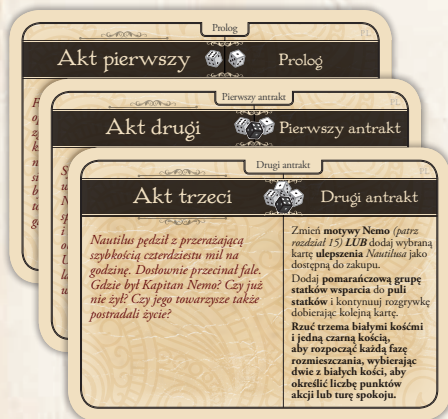 Prolog
PL
Akt pierwszy
Prolog
Pierwszy antrakt
PL
Akt drugi
Pierwszy antrakt
Drugi antrakt
PL
Akt trzeci
Drugi antrakt
Nautilus pędził z przerażającą
szybkością czterdziestu mil na
godzinę. Dosłownie przecinał fale.
Gdzie był Kapitan Nemo? Czy już
nie żył? Czy jego towarzysze także
postradali życie?
Zmień motywy Nemo (patrz
rozdział 15) LUB dodaj wybraną
kartę ulepszenia Nautilusa jako
dostępną do zakupu.
Dodaj pomarańczową grupę
statków wsparcia do puli
statków i kontynuuj rozgrywkę
dobierając kolejną kartę.
Rzuć trzema białymi kośćmi
i jedną czarną kością,
aby rozpocząć każdą fazę
rozmieszczania, wybierając
dwie z białych kości, aby
określić liczbę punktów
akcji lub turę spokoju.